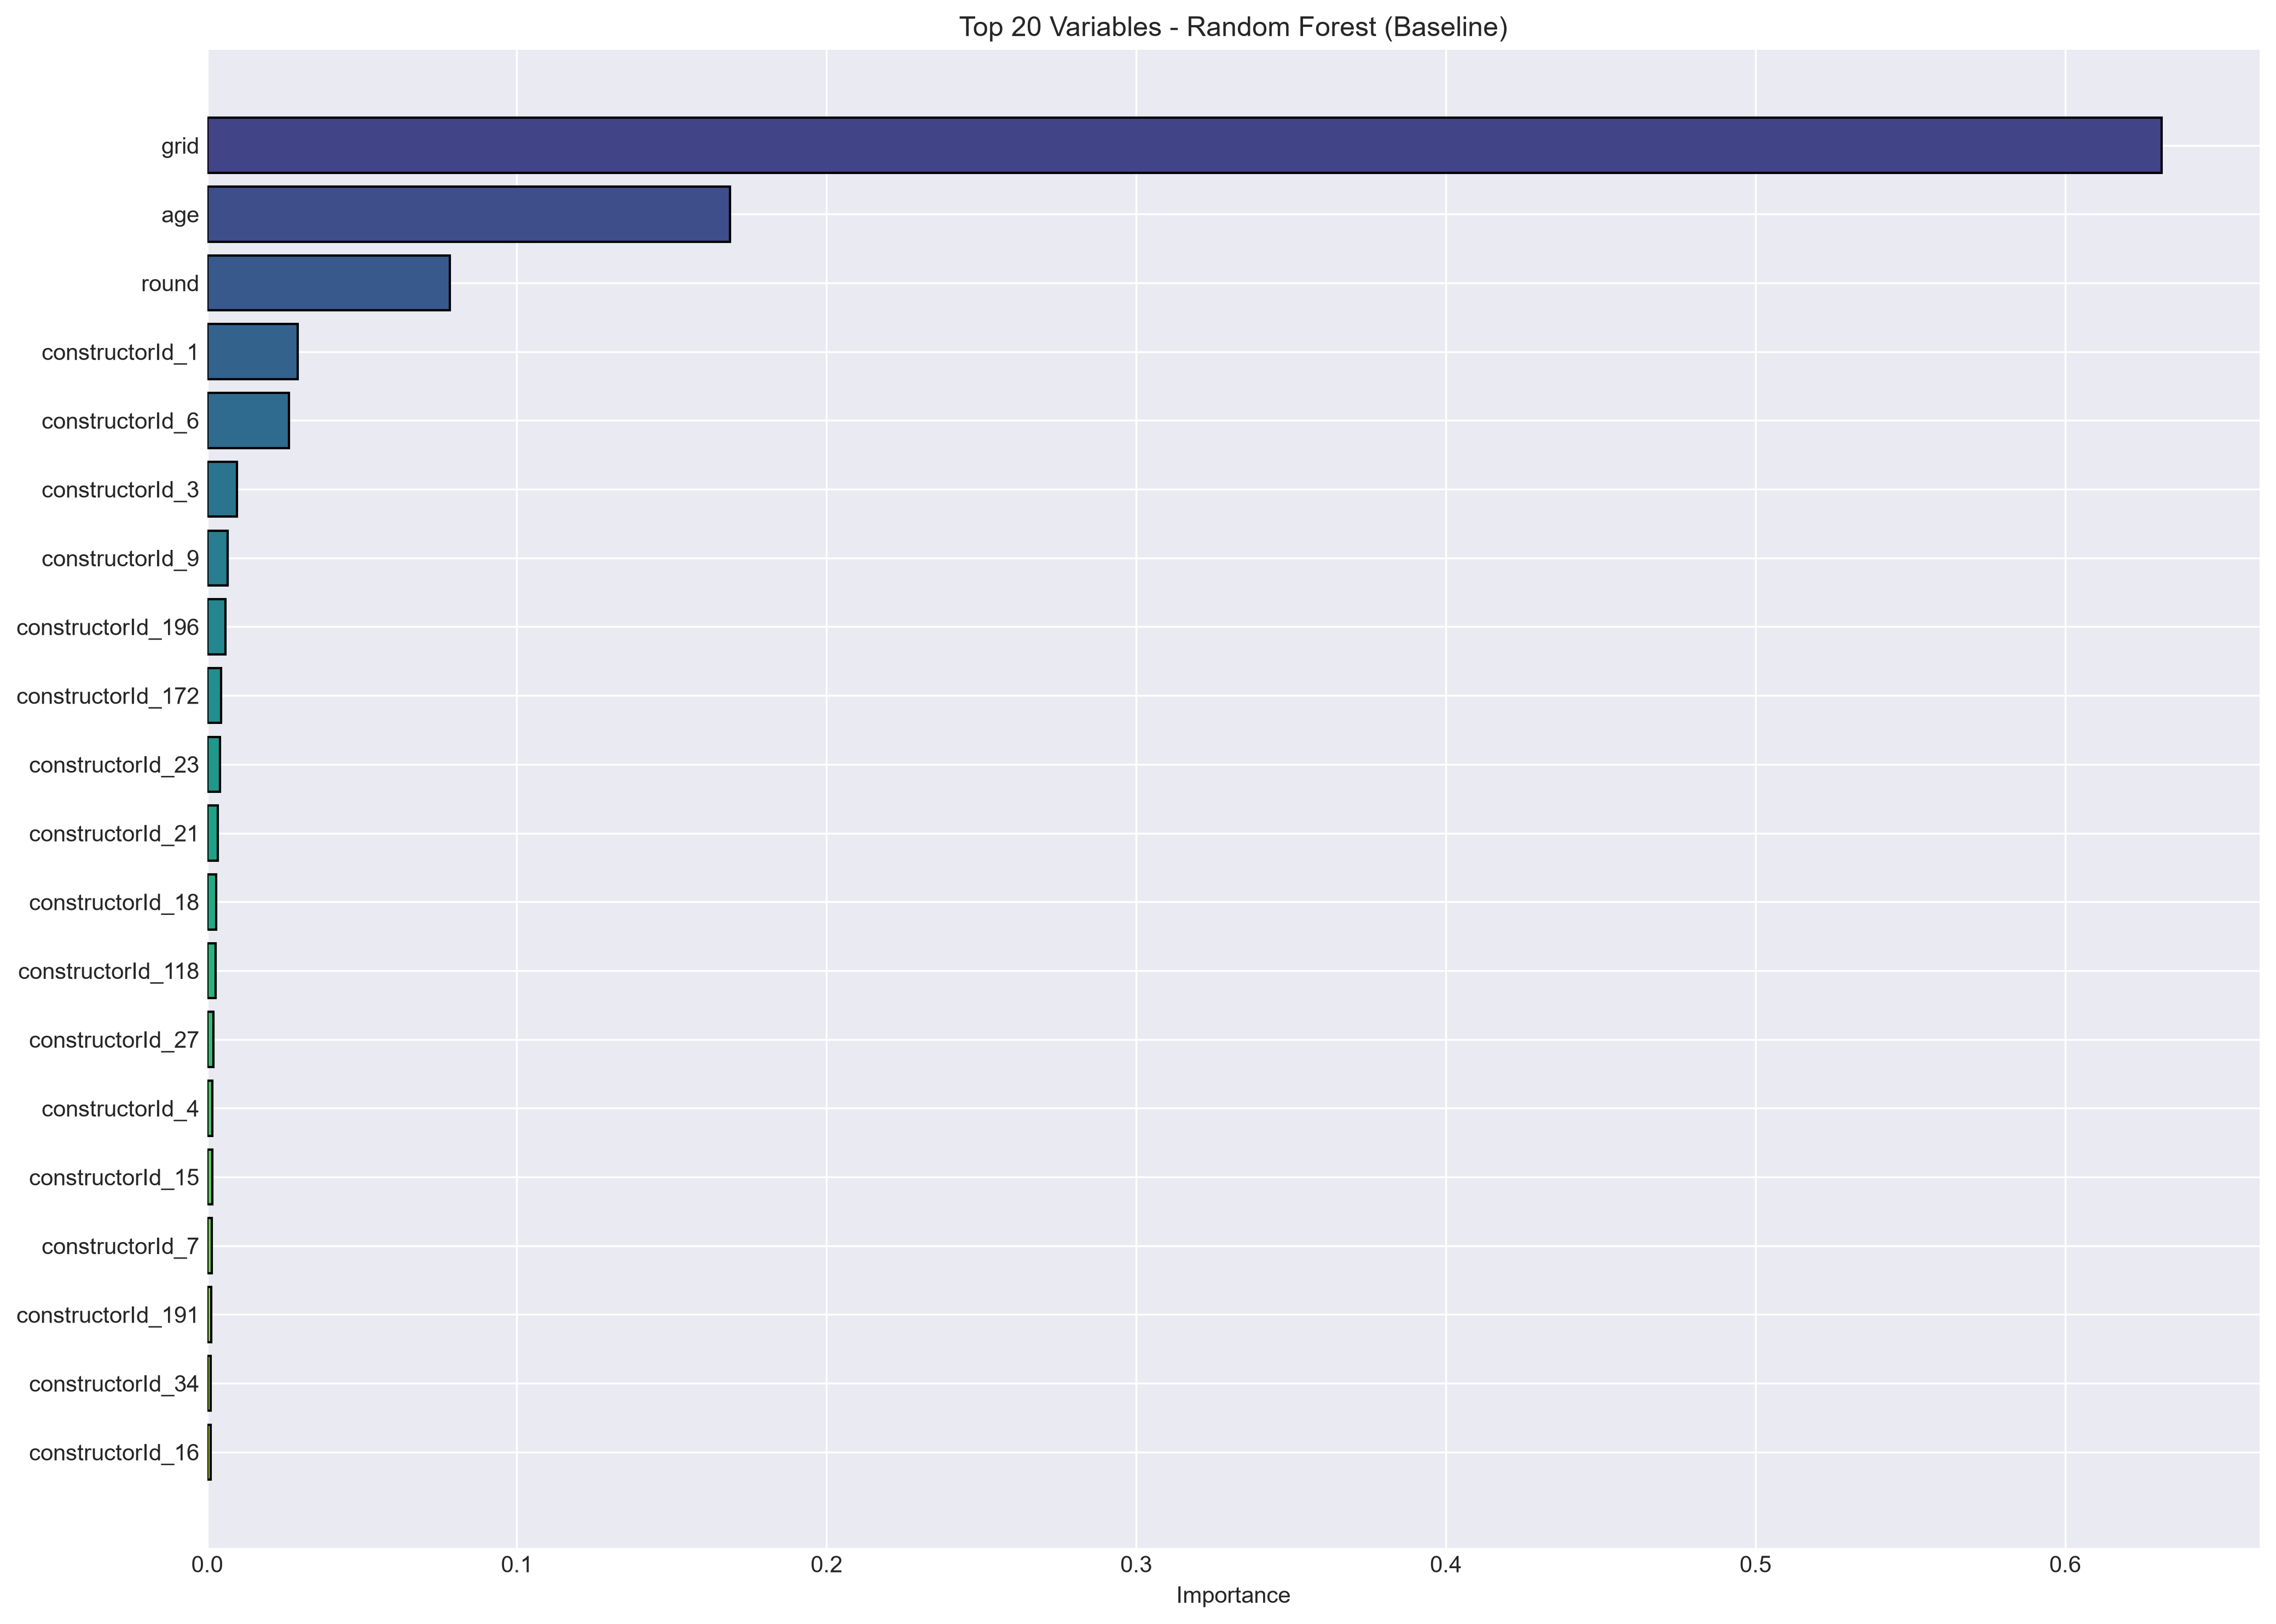 Top 20 Variables - Random Forest (Baseline)
grid
age
round
constructorId_1
constructorId_6
constructorId_3
constructorId_9
constructorId_196
constructorId_172
constructorId_23
constructorId_21
constructorId_18
constructorId_118
constructorId_27
constructorId_4
constructorId_15
constructorId_7
constructorId_191
constructorId_34
constructorId_16
0.0 0.1 0.2 0.3 0.4 0.5 0.6
Importance